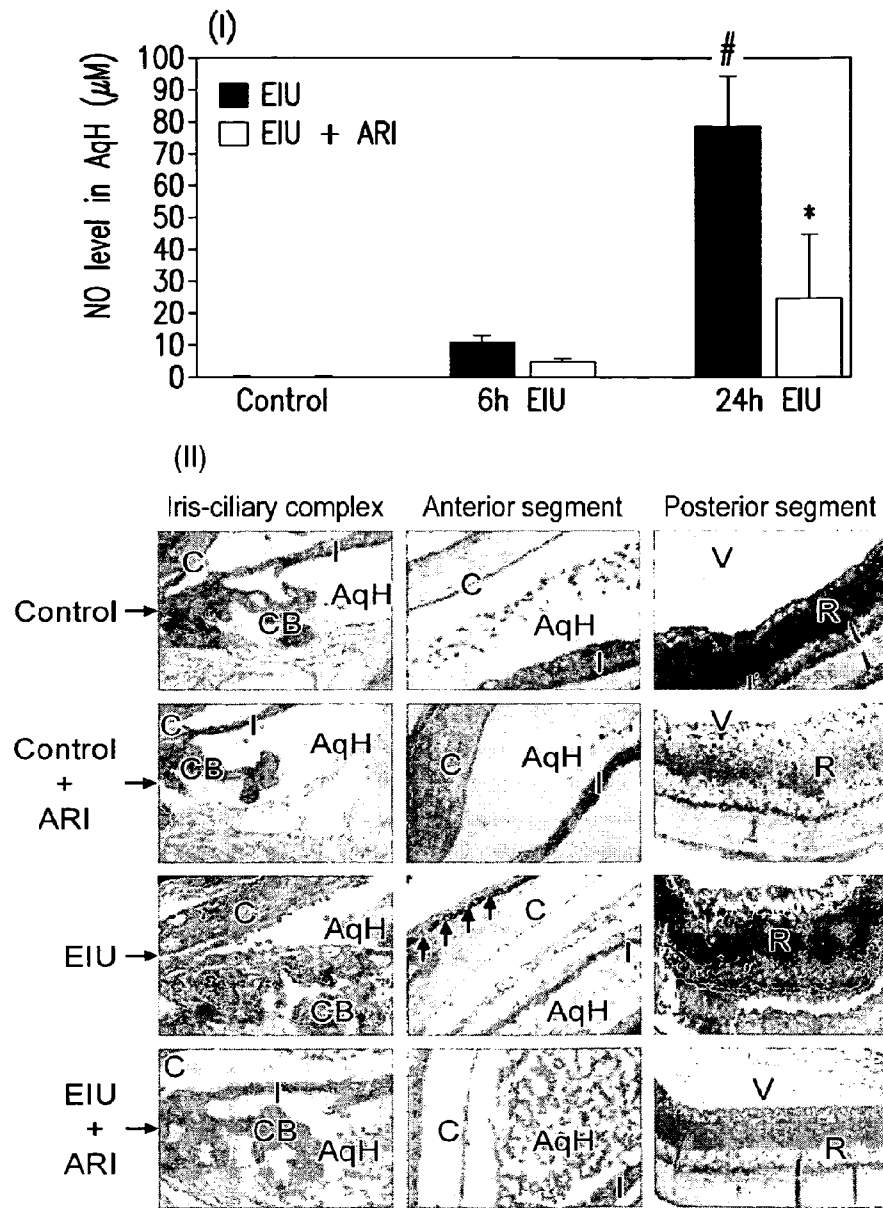 (I)
NO level in AqH (μM)
100
90
80
70
60
50
40
30
20
10
0
EIU
EIU + ARI
#
*
Control
6h EIU
24h EIU
(II)
Iris-ciliary complex
Anterior segment
Posterior segment
Control
C
I
AqH
CB
C
AqH
I
V
R
Control
+
ARI
C
I
AqH
CB
C
AqH
I
V
R
EIU
C
AqH
CB
C
I
AqH
R
EIU
+
ARI
C
I
CB
AqH
C
AqH
I
V
R